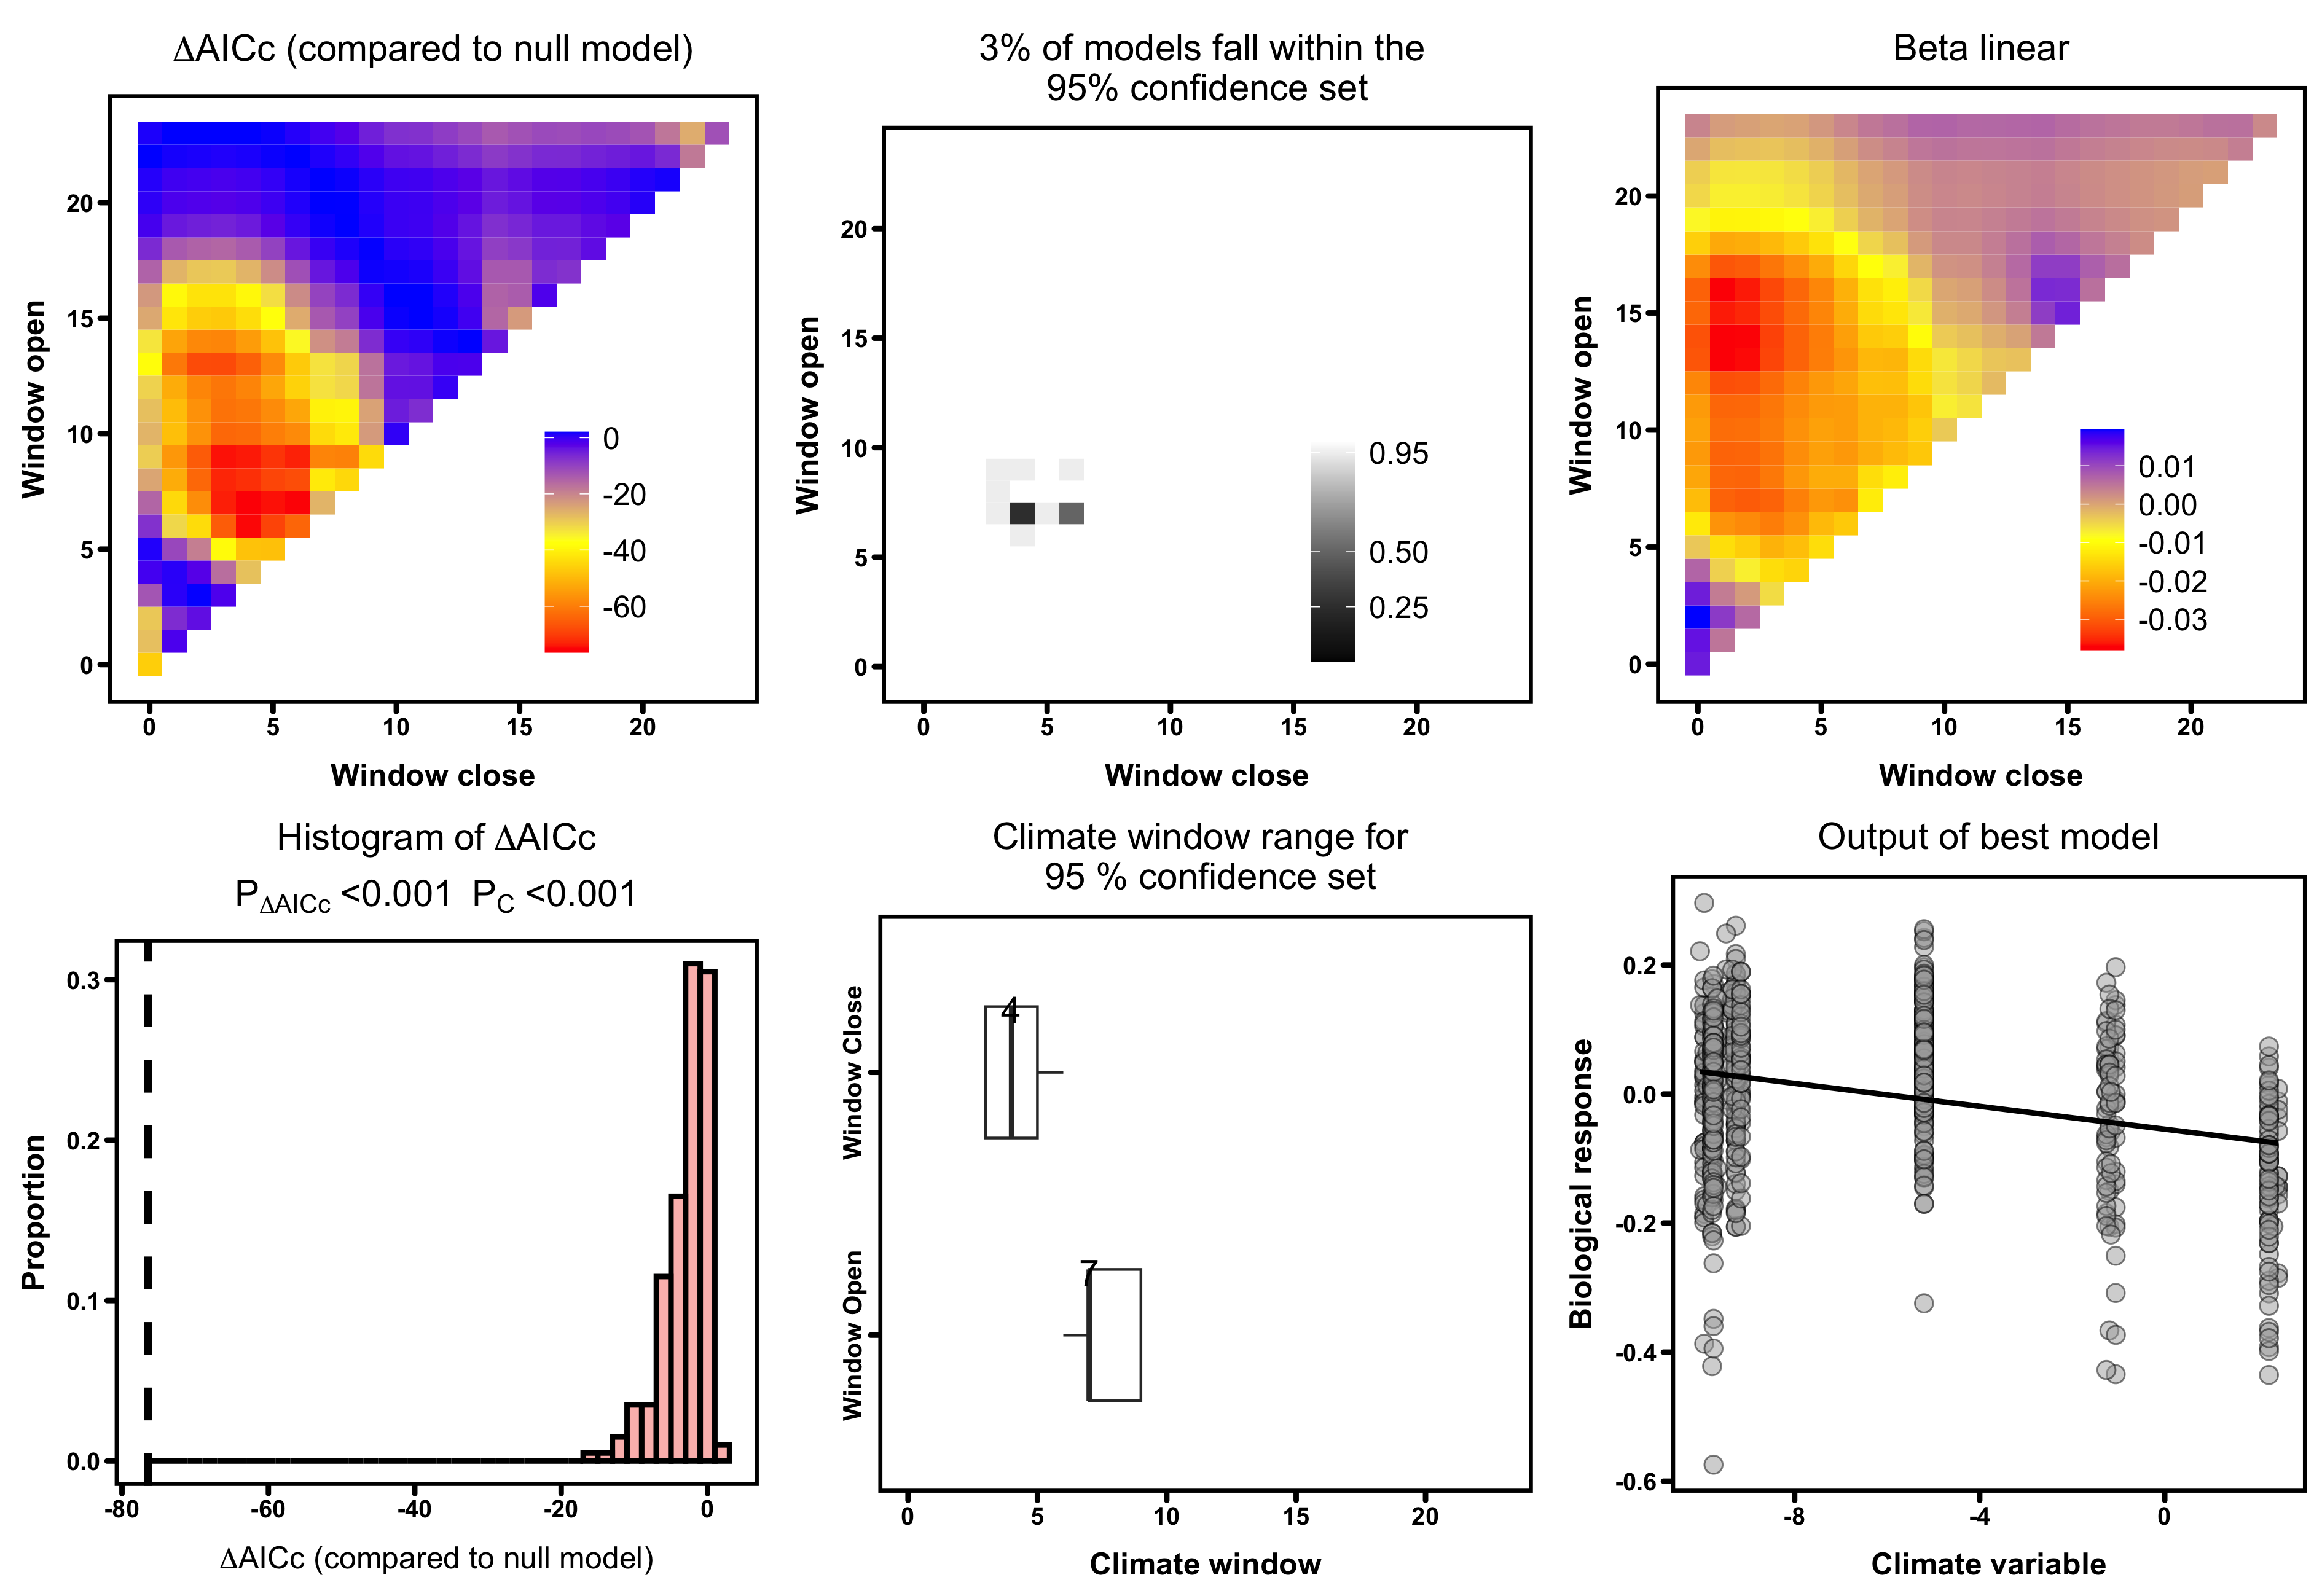 ΔAICc (compared to null model)
Window open
20
15
10
5
0
0
-20
-40
-60
0 5 10 15 20
Window close
3% of models fall within the
95% confidence set
Window open
20
15
10
5
0
0.95
0.50
0.25
0 5 10 15 20
Window close
Beta linear
Window open
20
15
10
5
0
0.01
0.00
-0.01
-0.02
-0.03
0 5 10 15 20
Window close
Histogram of ΔAICc
PΔAICc <0.001 PC <0.001
Proportion
0.3
0.2
0.1
0.0
-80 -60 -40 -20 0
ΔAICc (compared to null model)
Climate window range for
95 % confidence set
Window Close
4
Window Open
7
0 5 10 15 20
Climate window
Output of best model
Biological response
0.2
0.0
-0.2
-0.4
-0.6
-8 -4 0
Climate variable